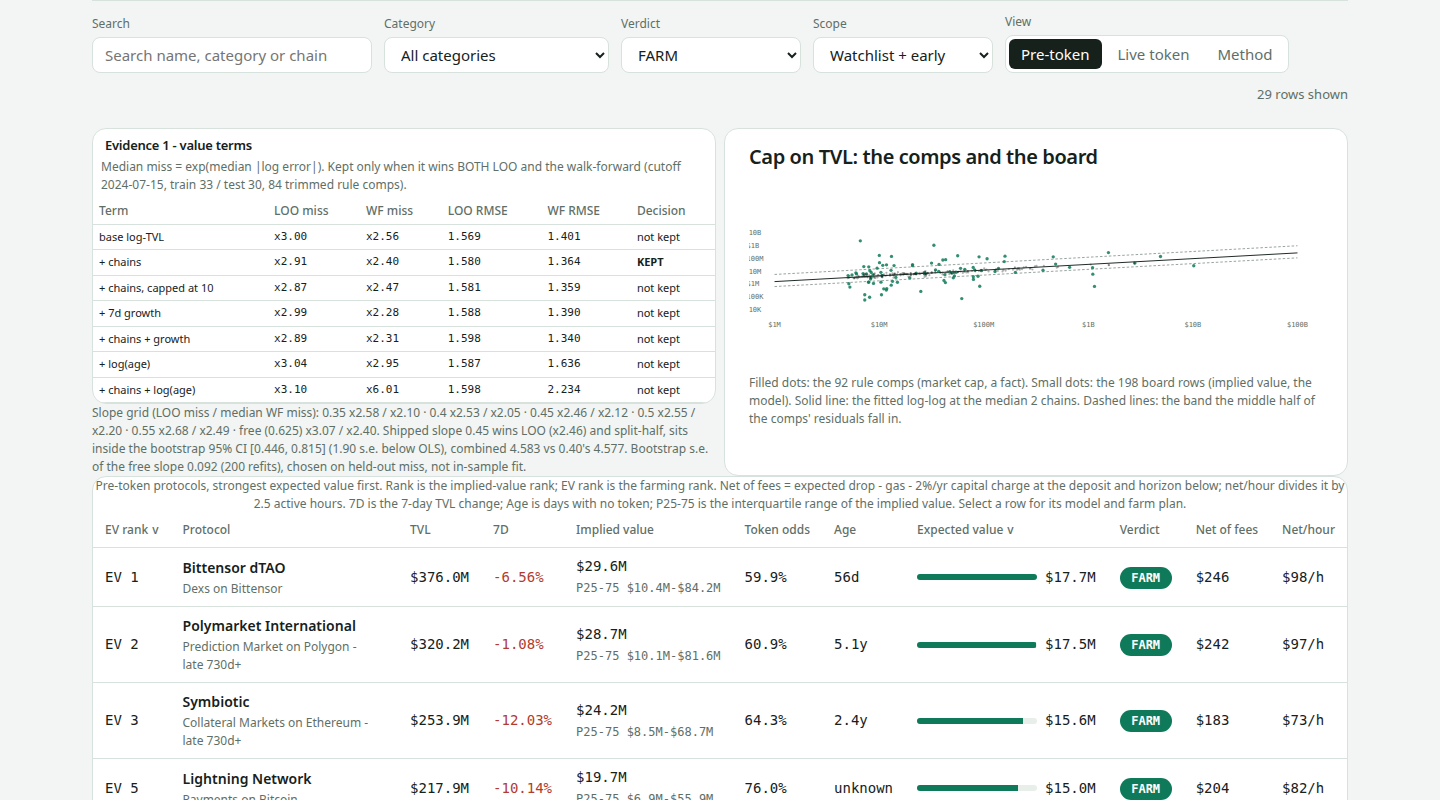 Search
Category
Verdict
Scope
View
Search name, category or chain
All categories
FARM
Watchlist + early
Pre-token
Live token
Method
29 rows shown
Evidence 1 - value terms
Median miss = exp(median |log error|). Kept only when it wins BOTH LOO and the walk-forward (cutoff
2024-07-15, train 33 / test 30, 84 trimmed rule comps).
Term LOO miss WF miss LOO RMSE WF RMSE Decision
base log-TVL x3.00 x2.56 1.569 1.401 not kept
+ chains x2.91 x2.40 1.580 1.364 KEPT
+ chains, capped at 10 x2.87 x2.47 1.581 1.359 not kept
+ 7d growth x2.99 x2.28 1.588 1.390 not kept
+ chains + growth x2.89 x2.31 1.598 1.340 not kept
+ log(age) x3.04 x2.95 1.587 1.636 not kept
+ chains + log(age) x3.10 x6.01 1.598 2.234 not kept
Slope grid (LOO miss / median WF miss): 0.35 x2.58 / x2.10 · 0.4 x2.53 / x2.05 · 0.45 x2.46 / x2.12 · 0.5 x2.55 /
x2.20 · 0.55 x2.68 / x2.49 · free (0.625) x3.07 / x2.40. Shipped slope 0.45 wins LOO (x2.46) and split-half, sits
inside the bootstrap 95% CI [0.446, 0.815] (1.90 s.e. below OLS), combined 4.583 vs 0.40's 4.577. Bootstrap s.e.
of the free slope 0.092 (200 refits), chosen on held-out miss, not in-sample fit.
Cap on TVL: the comps and the board
10B
$1B
100M
10M
$1M
100K
10K
$1M $10M $100M $1B $10B $100B
Filled dots: the 92 rule comps (market cap, a fact). Small dots: the 198 board rows (implied value, the
model). Solid line: the fitted log-log at the median 2 chains. Dashed lines: the band the middle half of
the comps' residuals fall in.
Pre-token protocols, strongest expected value first. Rank is the implied-value rank; EV rank is the farming rank. Net of fees = expected drop - gas - 2%/yr capital charge at the deposit and horizon below; net/hour divides it by
2.5 active hours. 7D is the 7-day TVL change; Age is days with no token; P25-75 is the interquartile range of the implied value. Select a row for its model and farm plan.
EV rank v Protocol TVL 7D Implied value Token odds Age Expected value v Verdict Net of fees Net/hour
EV 1 Bittensor dTAO $376.0M -6.56% $29.6M 59.9% 56d $17.7M FARM $246 $98/h
Dexs on Bittensor P25-75 $10.4M-$84.2M
EV 2 Polymarket International $320.2M -1.08% $28.7M 60.9% 5.1y $17.5M FARM $242 $97/h
Prediction Market on Polygon - P25-75 $10.1M-$81.6M
late 730d+
EV 3 Symbiotic $253.9M -12.03% $24.2M 64.3% 2.4y $15.6M FARM $183 $73/h
Collateral Markets on Ethereum - P25-75 $8.5M-$68.7M
late 730d+
EV 5 Lightning Network $217.9M -10.14% $19.7M 76.0% unknown $15.0M FARM $204 $82/h
Payments on Bitcoin P25-75 $6.9M-$55.9M